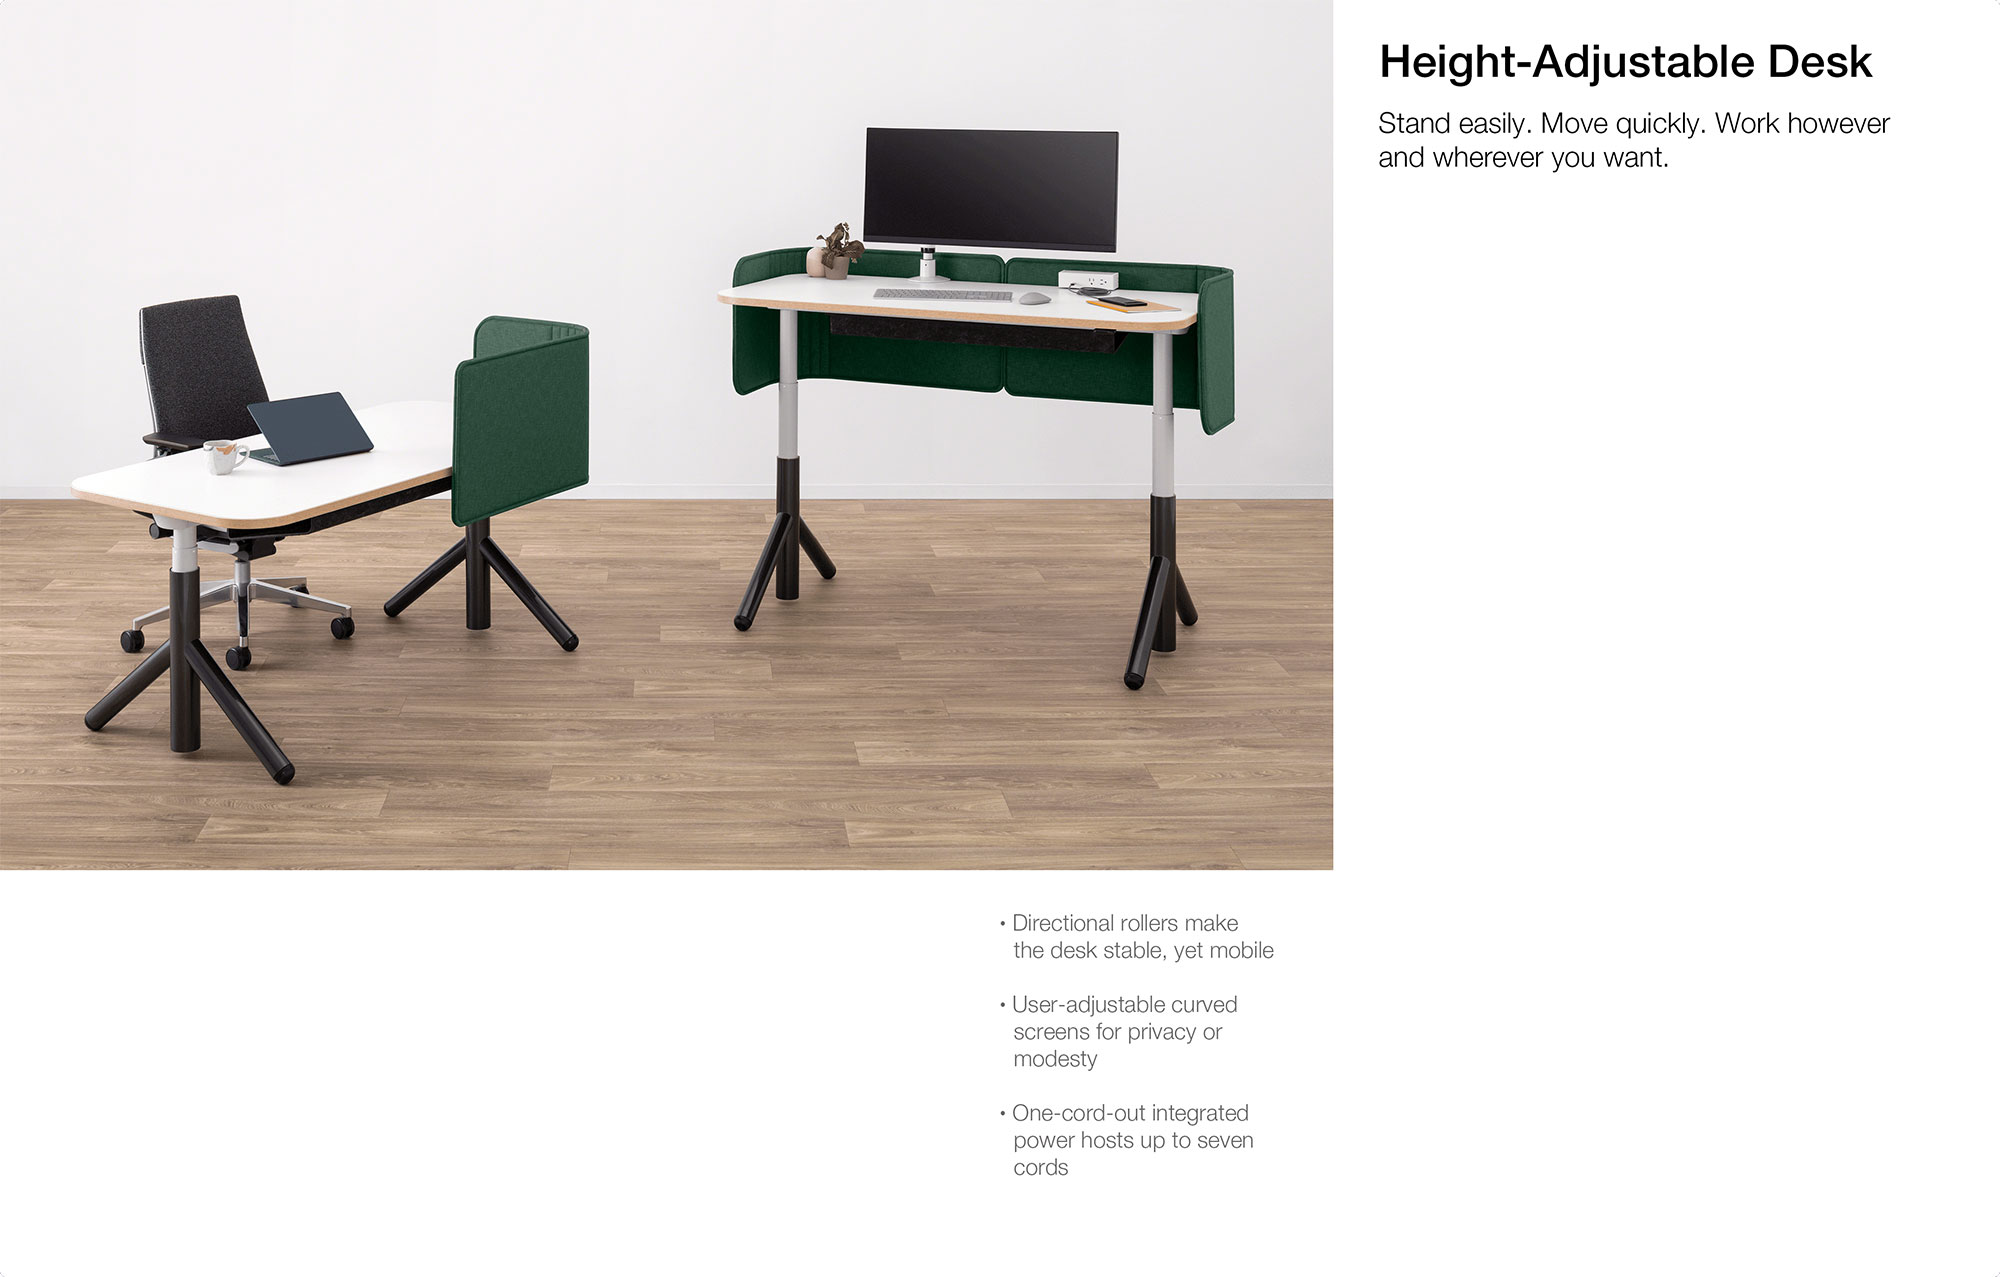 Height-Adjustable Desk
Stand easily. Move quickly. Work however
and wherever you want.
• Directional rollers make
the desk stable, yet mobile
• User-adjustable curved
screens for privacy or
modesty
• One-cord-out integrated
power hosts up to seven
cords